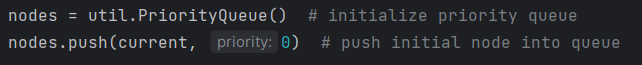 nodes = util.PriorityQueue()  # initialize priority queue
nodes.push(current, priority: 0)  # push initial node into queue